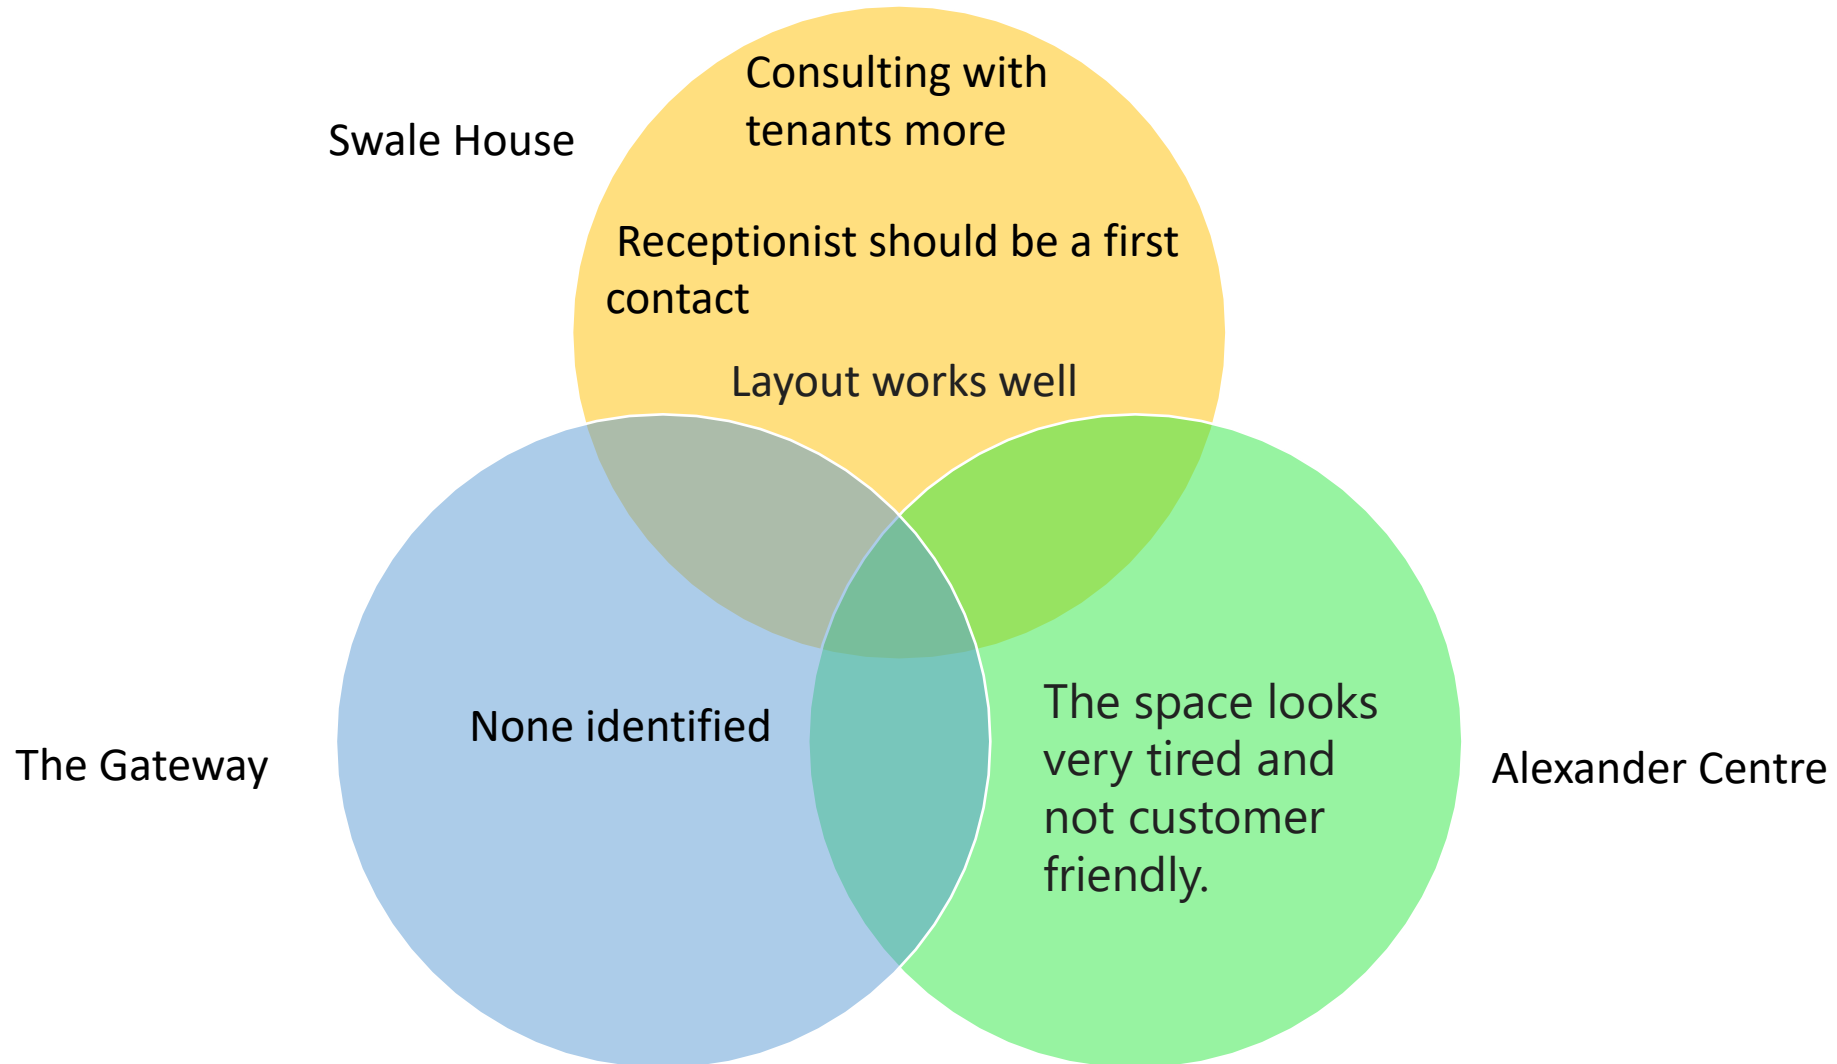 Consulting with
tenants more
Swale House
Receptionist should be a first
contact
Layout works well
The space looks
very tired and
not customer
friendly.
None identified
The Gateway
Alexander Centre